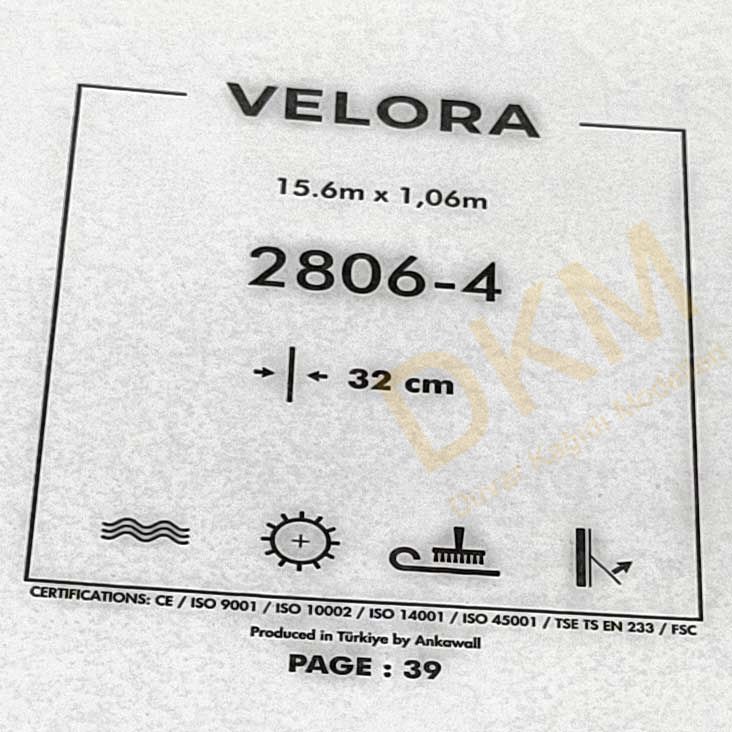 VELORA
15.6m x 1,06m
2806-4
32 cm
DKM
Duvar Kağıdı Modelleri
CERTIFICATIONS: CE / ISO 9001 / ISO 10002 / ISO 14001 / ISO 45001 / TSE TS EN 233 / FSC
Produced in Türkiye by Ankawall
PAGE : 39